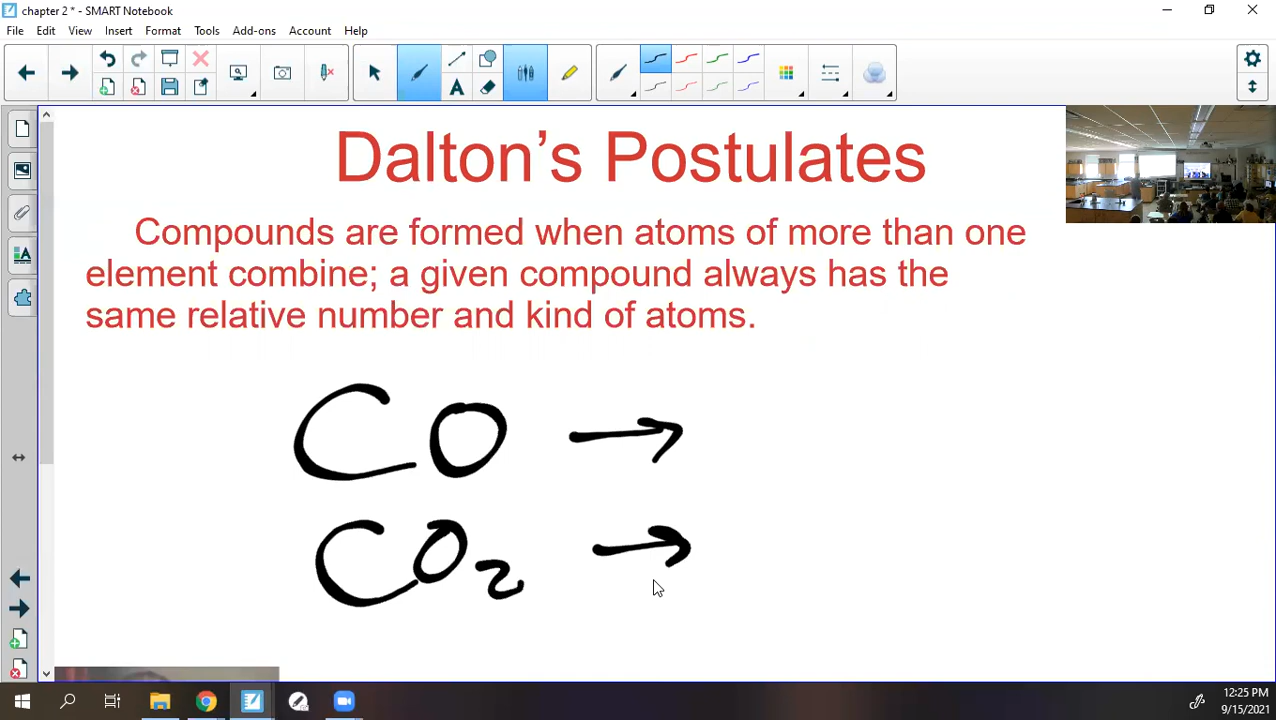 chapter 2 * - SMART Notebook
File Edit View Insert Format Tools Add-ons Account Help
Dalton's Postulates
Compounds are formed when atoms of more than one
element combine; a given compound always has the
same relative number and kind of atoms.
CO →
CO₂ →
12:25 PM
9/15/2021